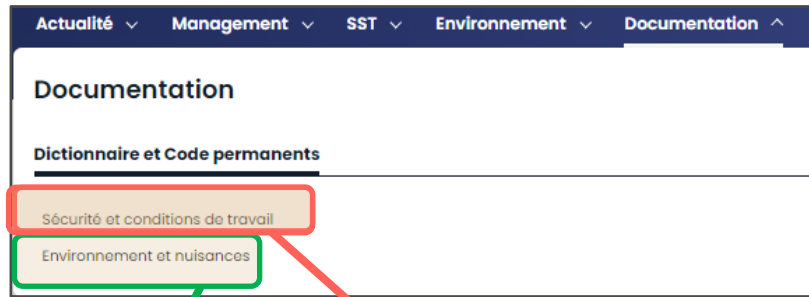 Actualité Management SST Environnement Documentation
Documentation
Dictionnaire et Code permanents
Sécurité et conditions de travail
Environnement et nuisances